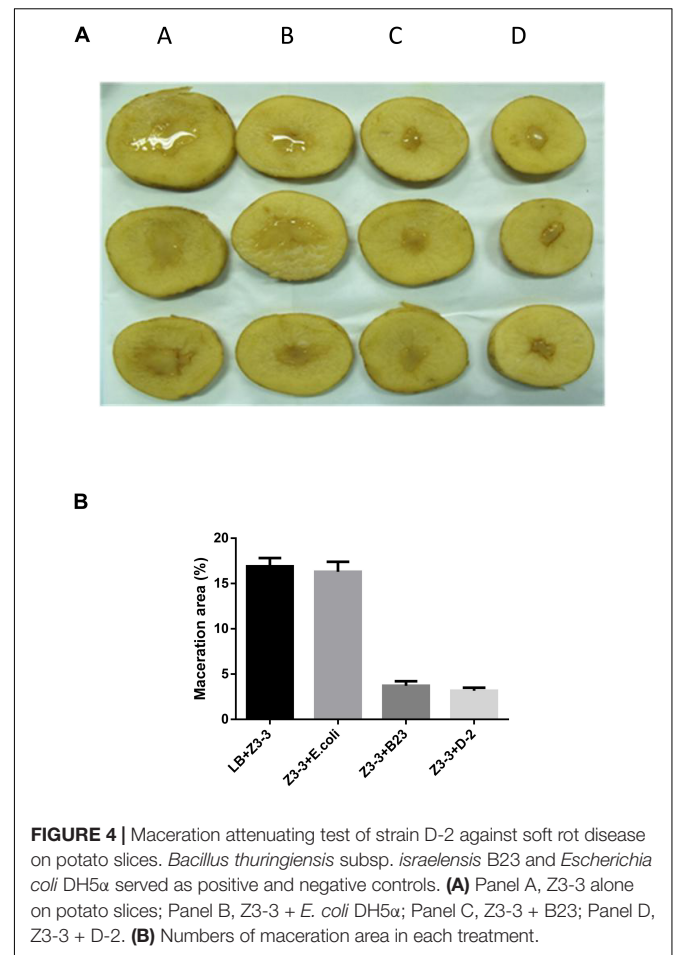 A
A B C D
B
20
15
10
5
0
Maceration area (%)
LB+Z3-3
Z3-3+E.coli
Z3-3+B23
Z3-3+D-2
FIGURE 4 | Maceration attenuating test of strain D-2 against soft rot disease
on potato slices. Bacillus thuringiensis subsp. israelensis B23 and Escherichia
coli DH5α served as positive and negative controls. (A) Panel A, Z3-3 alone
on potato slices; Panel B, Z3-3 + E. coli DH5α; Panel C, Z3-3 + B23; Panel D,
Z3-3 + D-2. (B) Numbers of maceration area in each treatment.